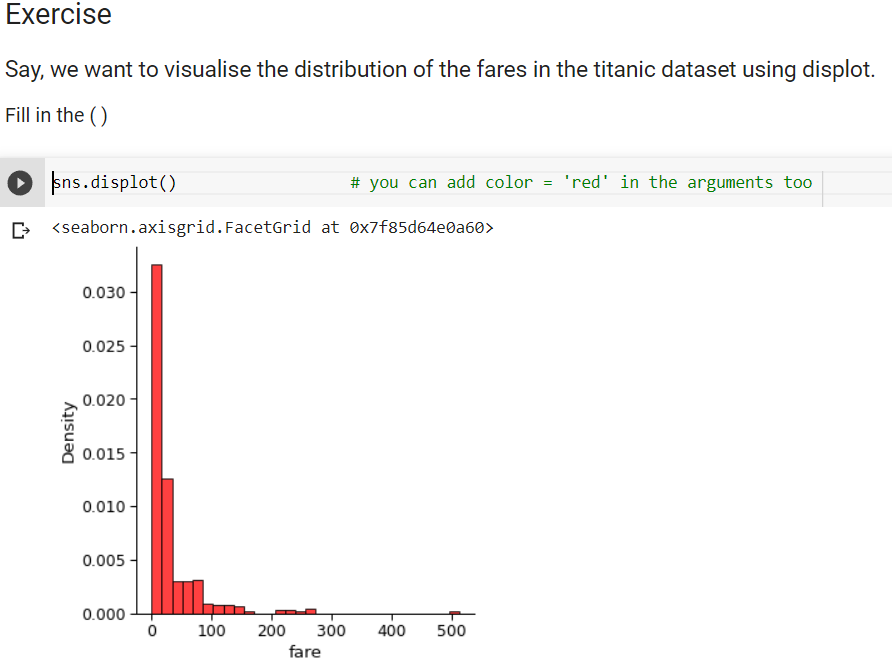 Exercise
Say, we want to visualise the distribution of the fares in the titanic dataset using displot.
Fill in the ( )
sns.displot() # you can add color = 'red' in the arguments too
<seaborn.axisgrid.FacetGrid at 0x7f85d64e0a60>
0.030
0.025
0.020
0.015
0.010
0.005
0.000
Density
0 100 200 300 400 500
fare